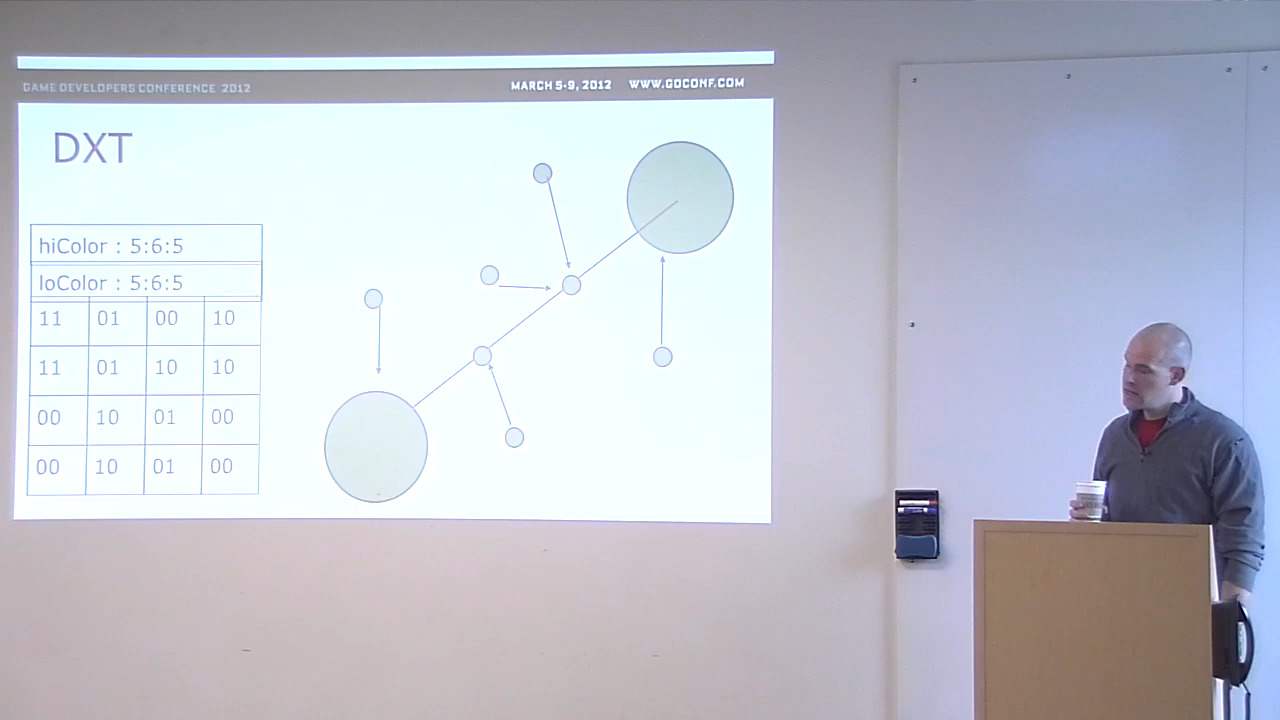 GAME DEVELOPERS CONFERENCE 2012
MARCH 5-9, 2012 WWW.GDCONF.COM
DXT
hiColor : 5:6:5
loColor : 5:6:5
11 01 00 10
11 01 10 10
00 10 01 00
00 10 01 00